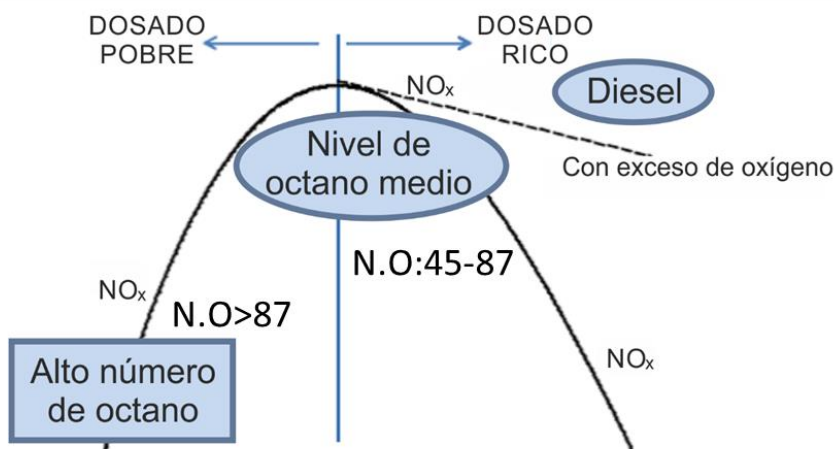 DOSADO
POBRE
DOSADO
RICO
NOx
Diesel
Nivel de
octano medio
Con exceso de oxígeno
N.O:45-87
NOx
N.O>87
Alto número
de octano
NOx